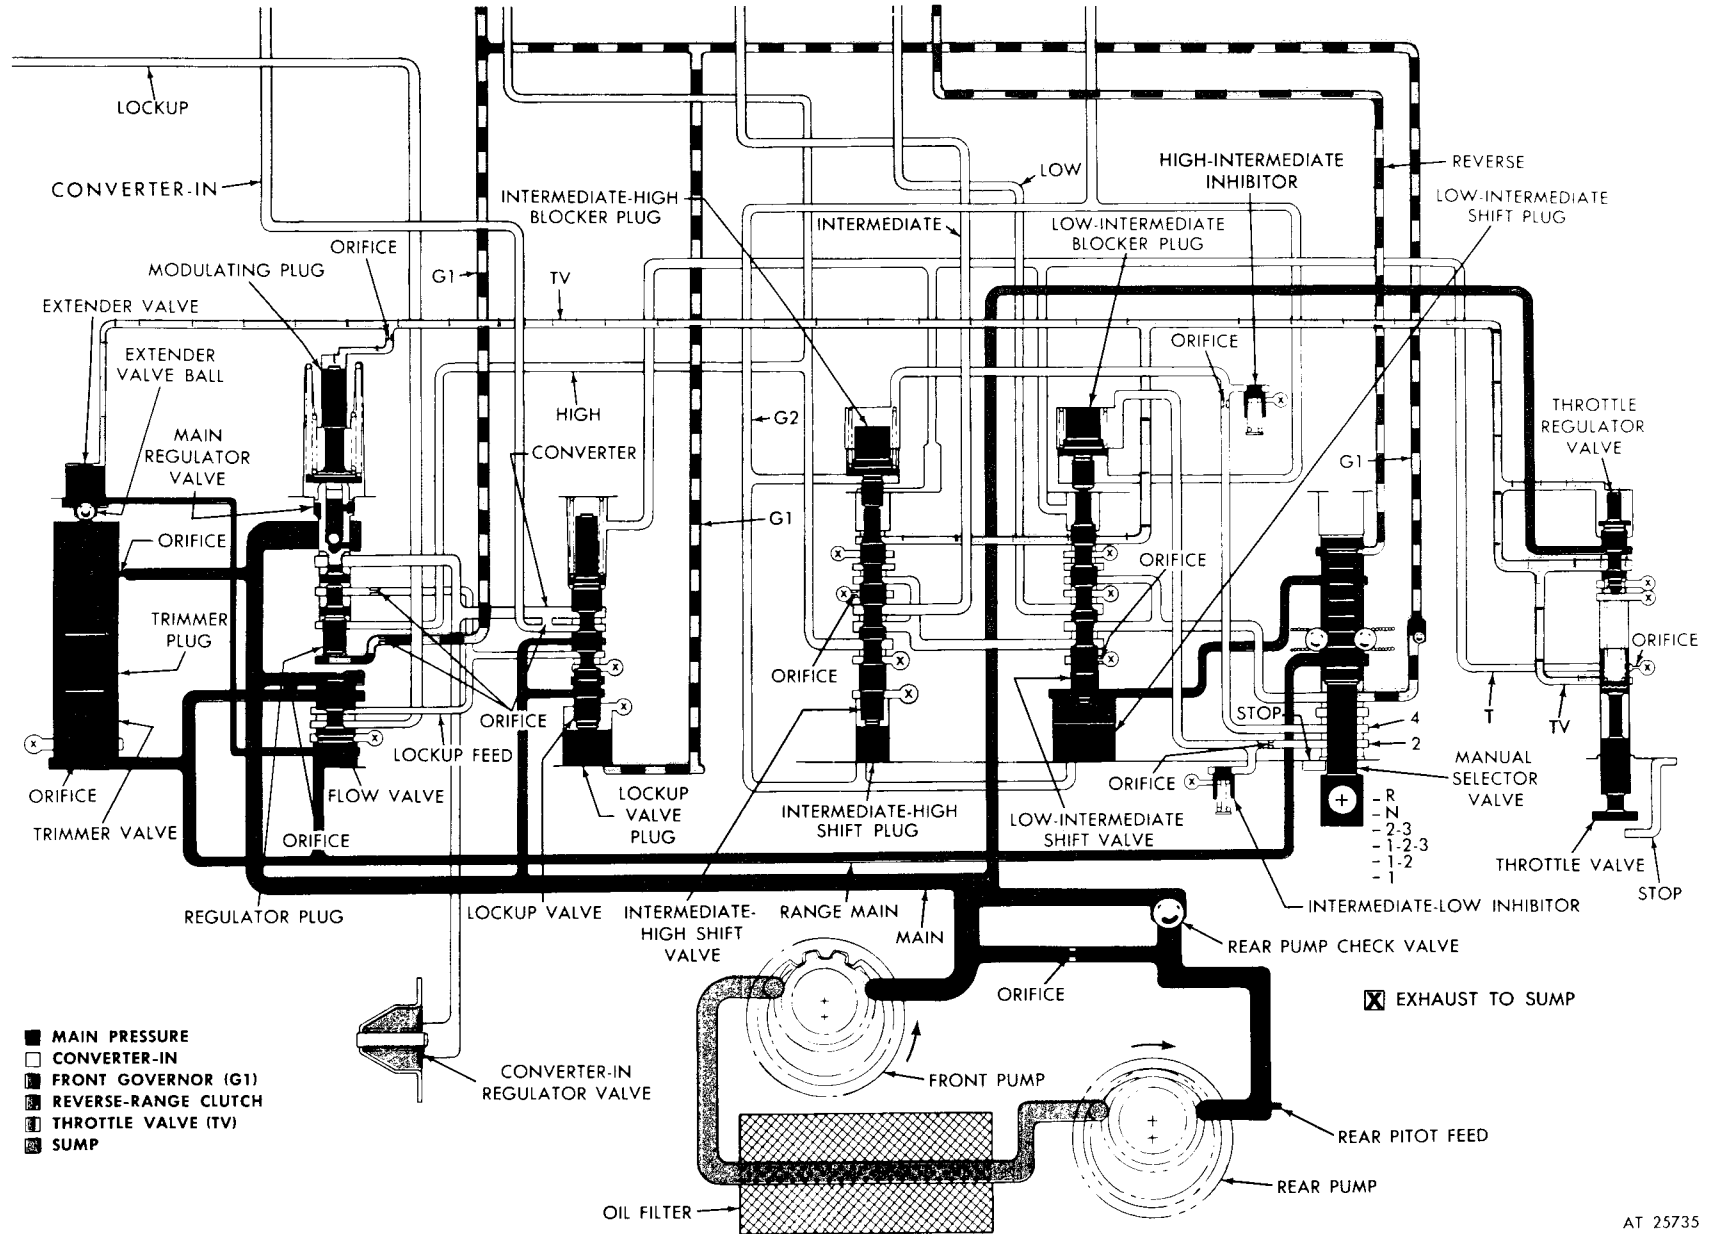 LOCKUP
CONVERTER-IN
INTERMEDIATE-HIGH
BLOCKER PLUG
INTERMEDIATE
LOW
HIGH-INTERMEDIATE
INHIBITOR
REVERSE
LOW-INTERMEDIATE
SHIFT PLUG
LOW-INTERMEDIATE
BLOCKER PLUG
ORIFICE
MODULATING PLUG
G1
TV
EXTENDER VALVE
EXTENDER
VALVE BALL
ORIFICE
HIGH
G2
THROTTLE
REGULATOR
VALVE
MAIN
REGULATOR
VALVE
CONVERTER
G1
G1
ORIFICE
X
X
X
ORIFICE
X
X
X
X
TRIMMER
PLUG
ORIFICE
X
X
ORIFICE
X
X
X
ORIFICE
X
X
STOP
4
2
T
TV
LOCKUP FEED
X
X
ORIFICE
FLOW VALVE
TRIMMER VALVE
ORIFICE
LOCKUP
VALVE
PLUG
INTERMEDIATE-HIGH
SHIFT PLUG
LOW-INTERMEDIATE
SHIFT VALVE
ORIFICE
X
MANUAL
SELECTOR
VALVE
R
N
2-3
1-2-3
1-2
1
THROTTLE VALVE
STOP
REGULATOR PLUG
LOCKUP VALVE
INTERMEDIATE-
HIGH SHIFT
VALVE
RANGE MAIN
MAIN
INTERMEDIATE-LOW INHIBITOR
REAR PUMP CHECK VALVE
ORIFICE
X EXHAUST TO SUMP
MAIN PRESSURE
CONVERTER-IN
FRONT GOVERNOR (G1)
REVERSE-RANGE CLUTCH
THROTTLE VALVE (TV)
SUMP
CONVERTER-IN
REGULATOR VALVE
FRONT PUMP
REAR PITOT FEED
REAR PUMP
OIL FILTER
AT 25735